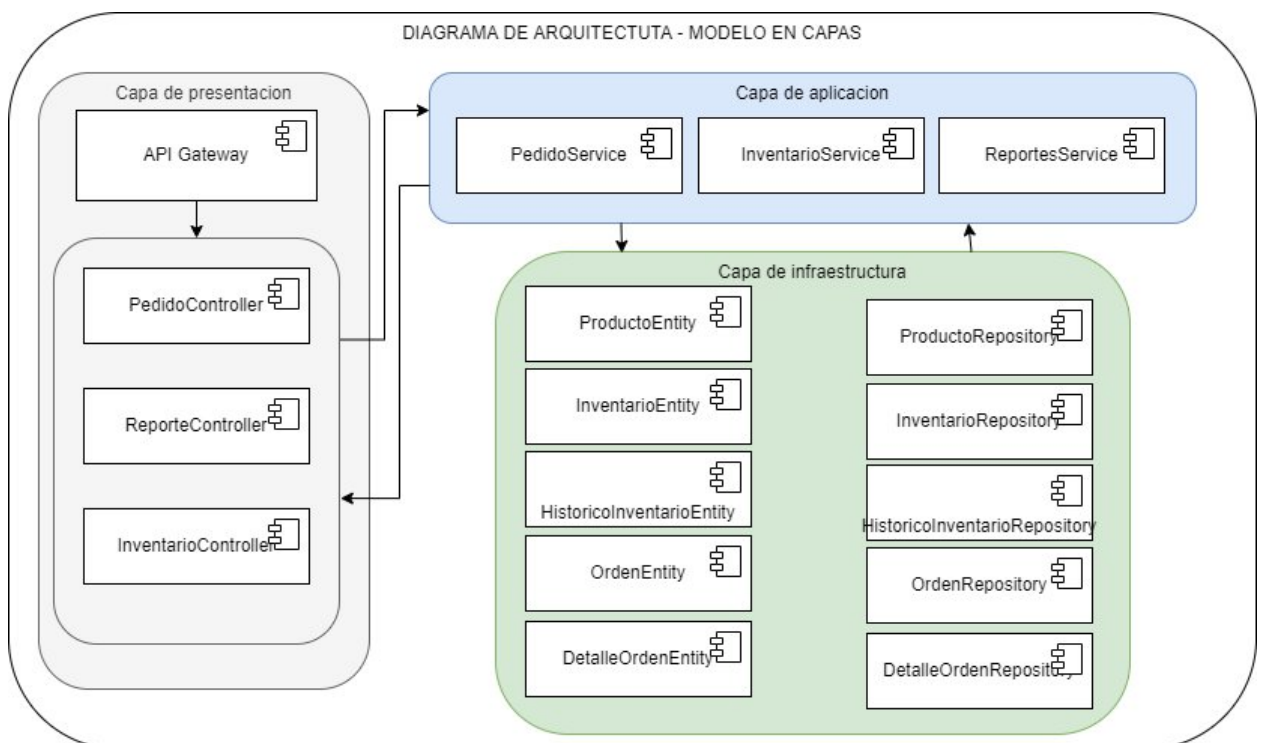 DIAGRAMA DE ARQUITECTUTA - MODELO EN CAPAS
Capa de presentacion
API Gateway
PedidoController
ReporteController
InventarioController
Capa de aplicacion
PedidoService
InventarioService
ReportesService
Capa de infraestructura
ProductoEntity
InventarioEntity
HistoricoInventarioEntity
OrdenEntity
DetalleOrdenEntity
ProductoRepository
InventarioRepository
HistoricoInventarioRepository
OrdenRepository
DetalleOrdenRepository